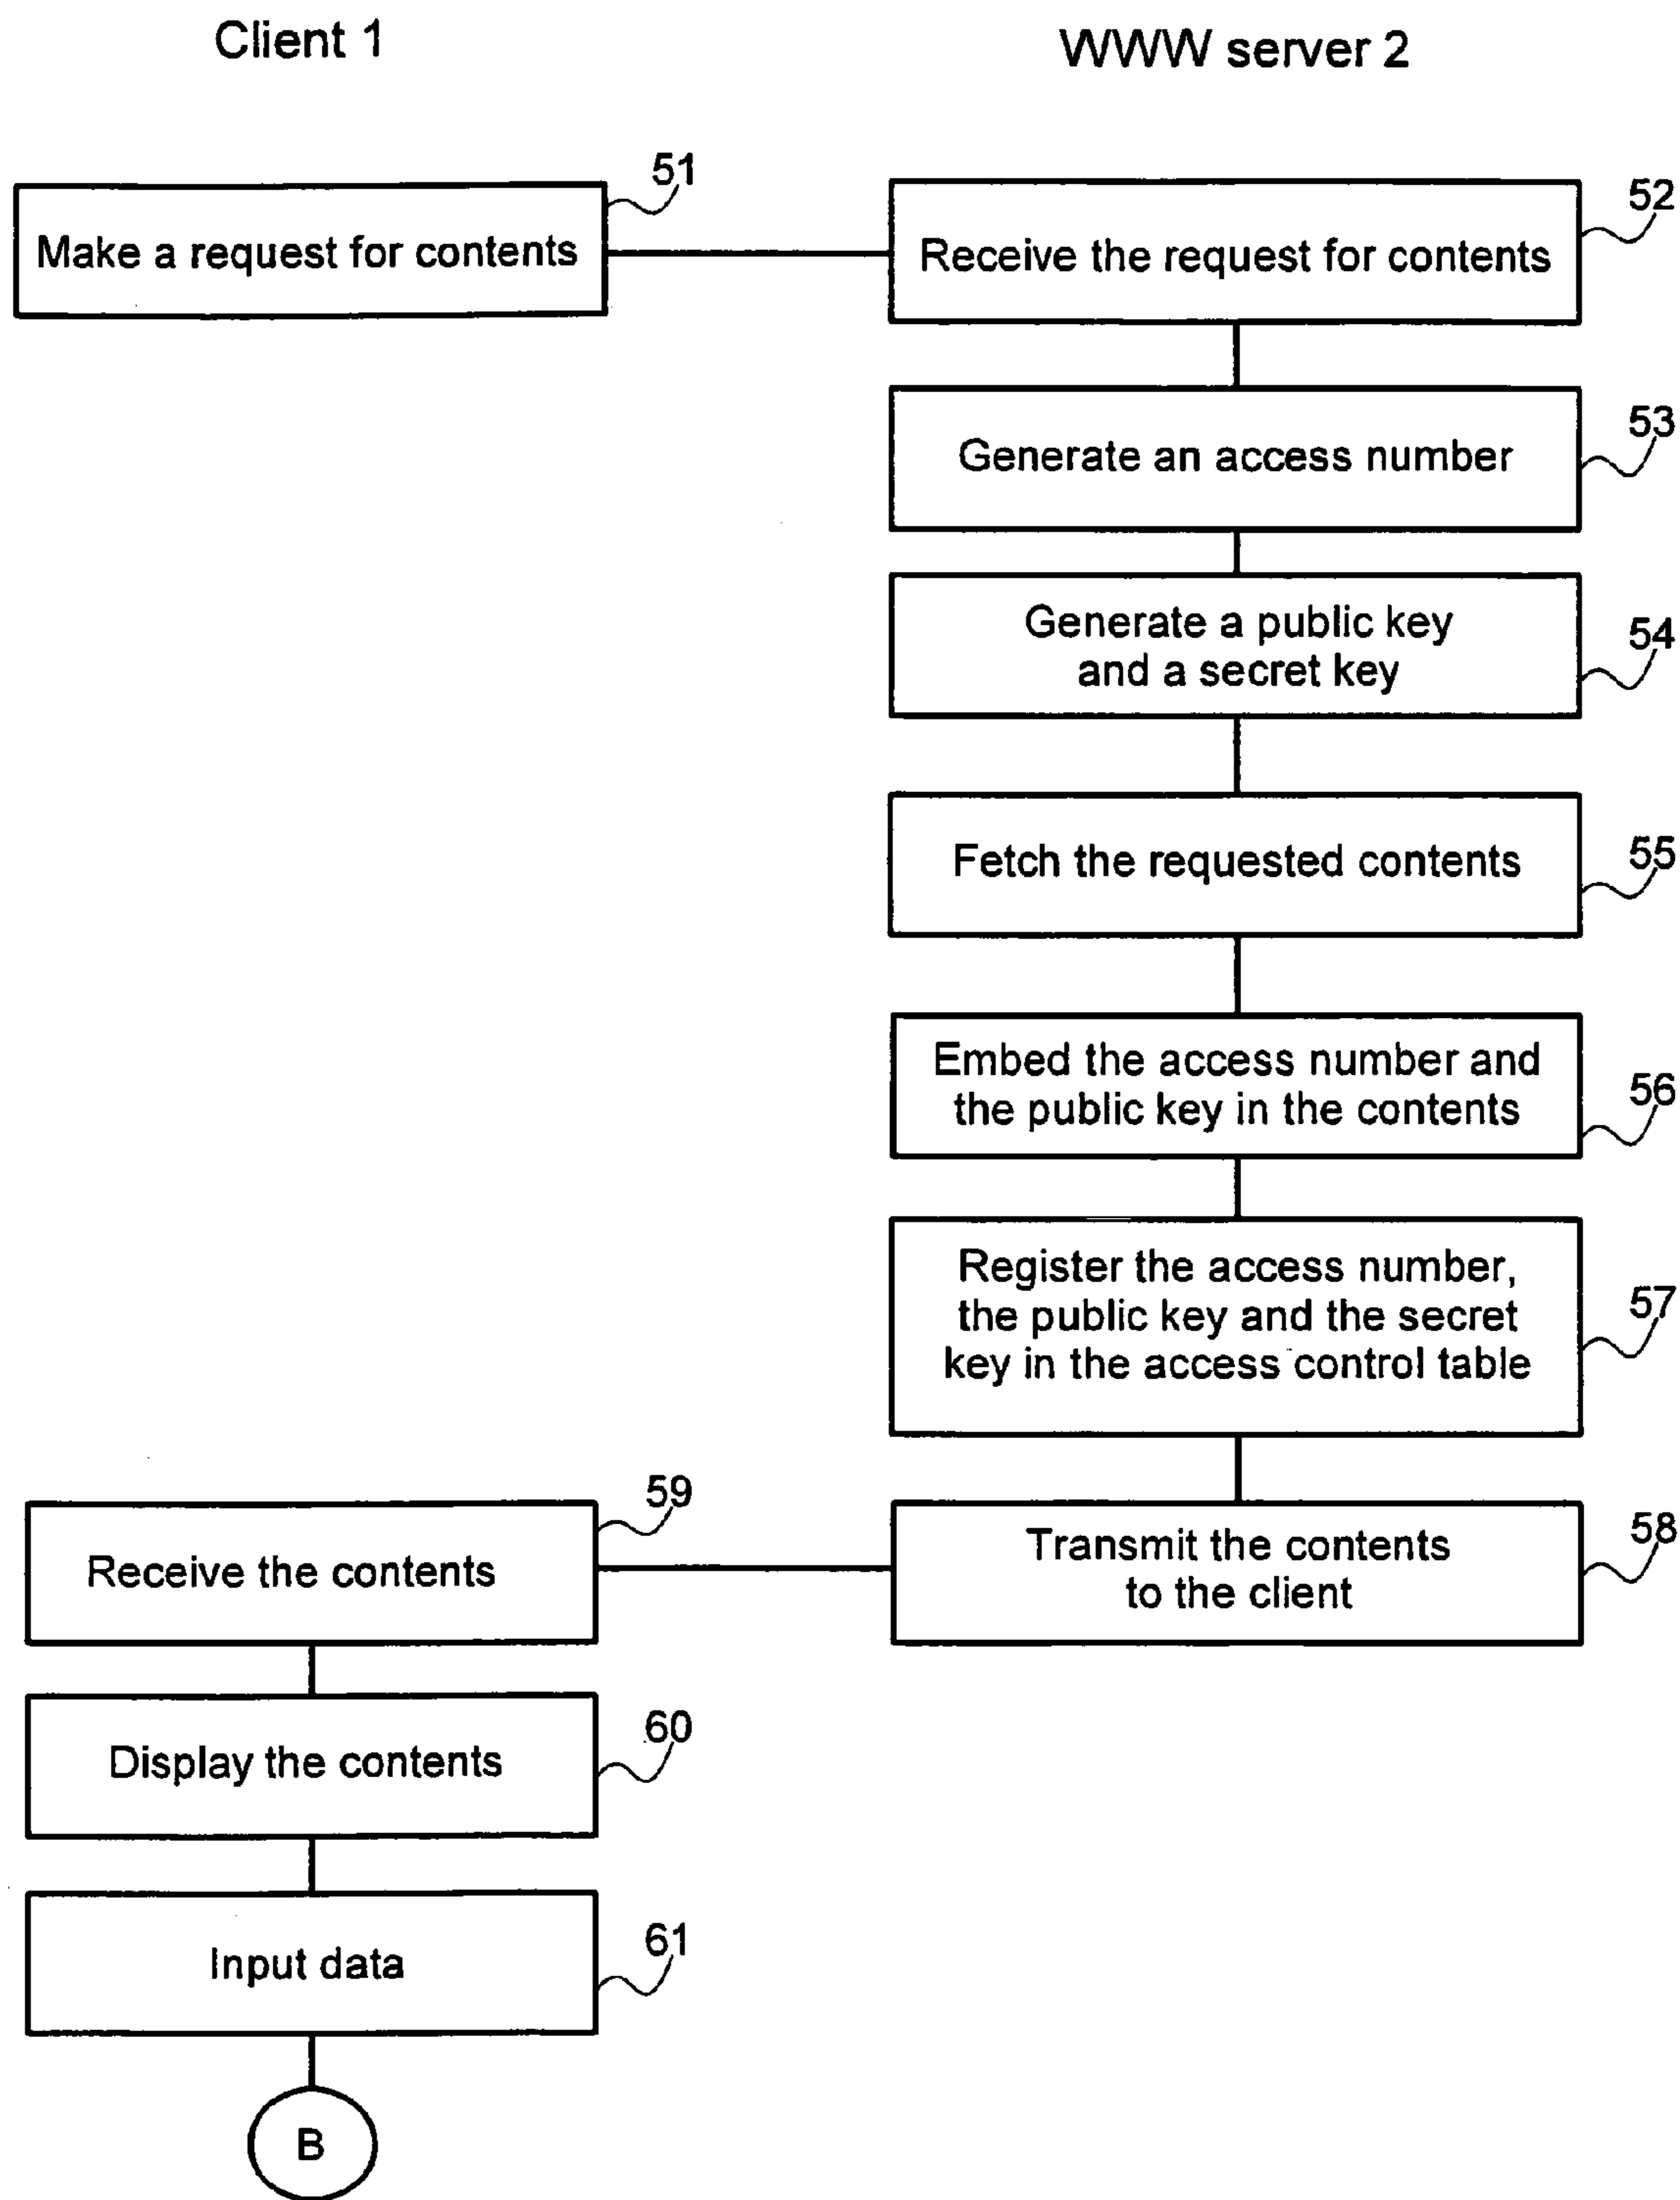 Client 1
WWW server 2
51
Make a request for contents
52
Receive the request for contents
53
Generate an access number
54
Generate a public key
and a secret key
55
Fetch the requested contents
56
Embed the access number and
the public key in the contents
57
Register the access number,
the public key and the secret
key in the access control table
58
Transmit the contents
to the client
59
Receive the contents
60
Display the contents
61
Input data
B